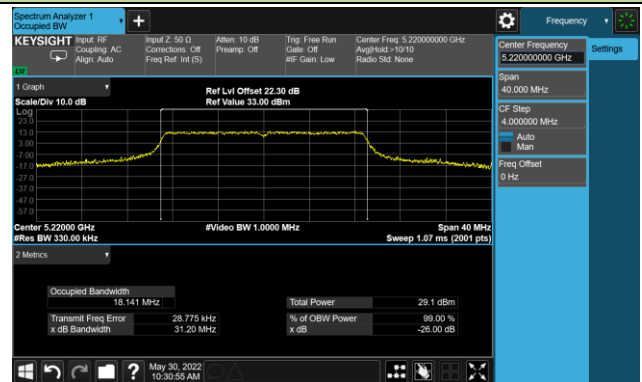 Spectrum Analyzer 1
Occupied BW
Frequency
KEYSIGHT
Input: RF
Coupling: AC
Align: Auto
Input Z: 50 Ω
Corrections: Off
Freq Ref: Int (S)
Atten: 10 dB
Preamp: Off
Trig: Free Run
Gate: Off
#IF Gain: Low
Center Freq: 5.220000000 GHz
Avg|Hold:>10/10
Radio Std: None
Center Frequency
5.220000000 GHz
Settings
Span
40.000 MHz
CF Step
4.000000 MHz
Auto
Man
Freq Offset
0 Hz
1 Graph
Scale/Div 10.0 dB
Ref Lvl Offset 22.30 dB
Ref Value 33.00 dBm
Log
23.0
13.0
3.00
-7.00
-17.0
-27.0
-37.0
-47.0
-57.0
Center 5.22000 GHz
#Video BW 1.0000 MHz
Span 40 MHz
#Res BW 330.00 kHz
Sweep 1.07 ms (2001 pts)
2 Metrics
Occupied Bandwidth
18.141 MHz
Total Power 29.1 dBm
Transmit Freq Error 28.775 kHz
% of OBW Power 99.00 %
x dB Bandwidth 31.20 MHz
x dB -26.00 dB
May 30, 2022
10:30:55 AM